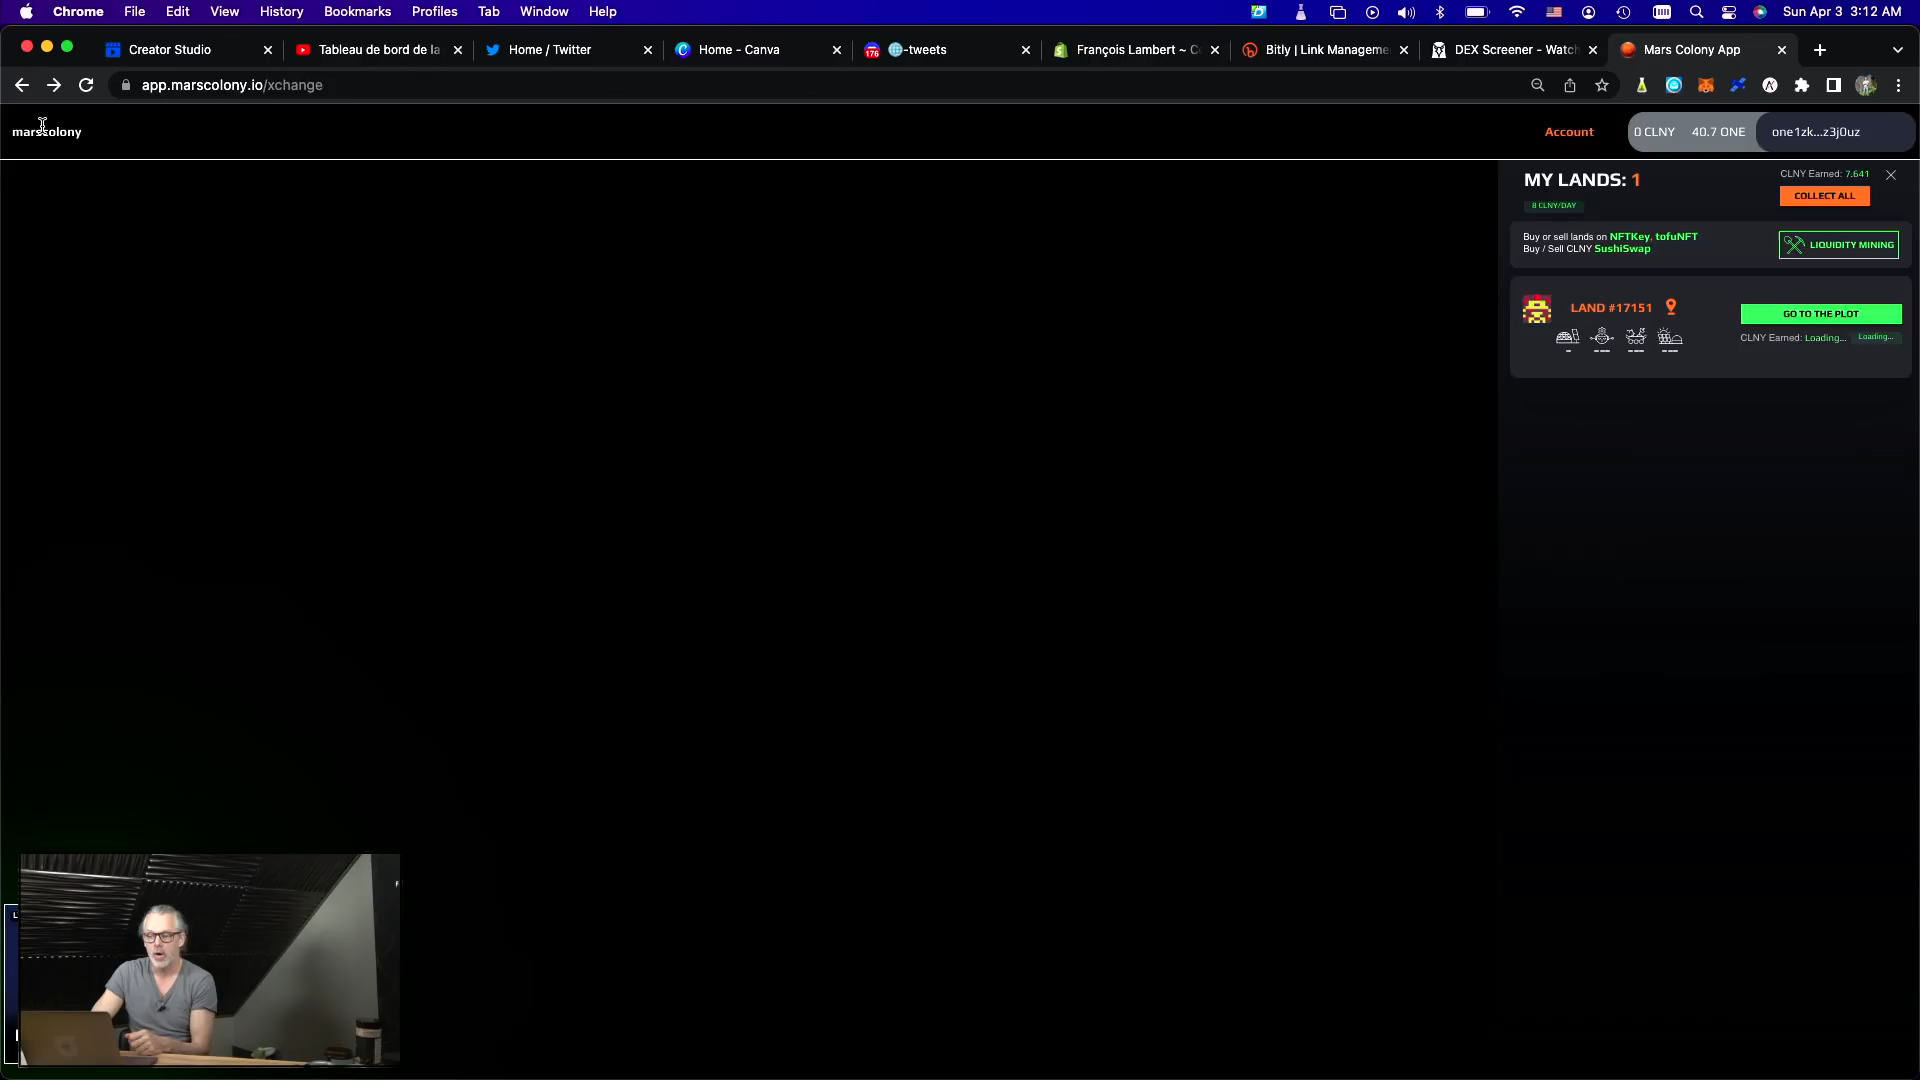 Chrome File Edit View History Bookmarks Profiles Tab Window Help Sun Apr 3 3:12 AM
Creator Studio Tableau de bord de la Home / Twitter Home - Canva 176 -tweets François Lambert ~ C Bitly | Link Manageme DEX Screener - Watch Mars Colony App
app.marscolony.io/xchange
marscolony Account 0 CLNY 40.7 ONE one1zk...z3j0uz
MY LANDS: 1 CLNY Earned: 7.641
COLLECT ALL
8 CLNY/DAY
Buy or sell lands on NFTKey, tofuNFT
Buy / Sell CLNY SushiSwap
LIQUIDITY MINING
LAND #17151 GO TO THE PLOT
CLNY Earned: Loading... Loading...